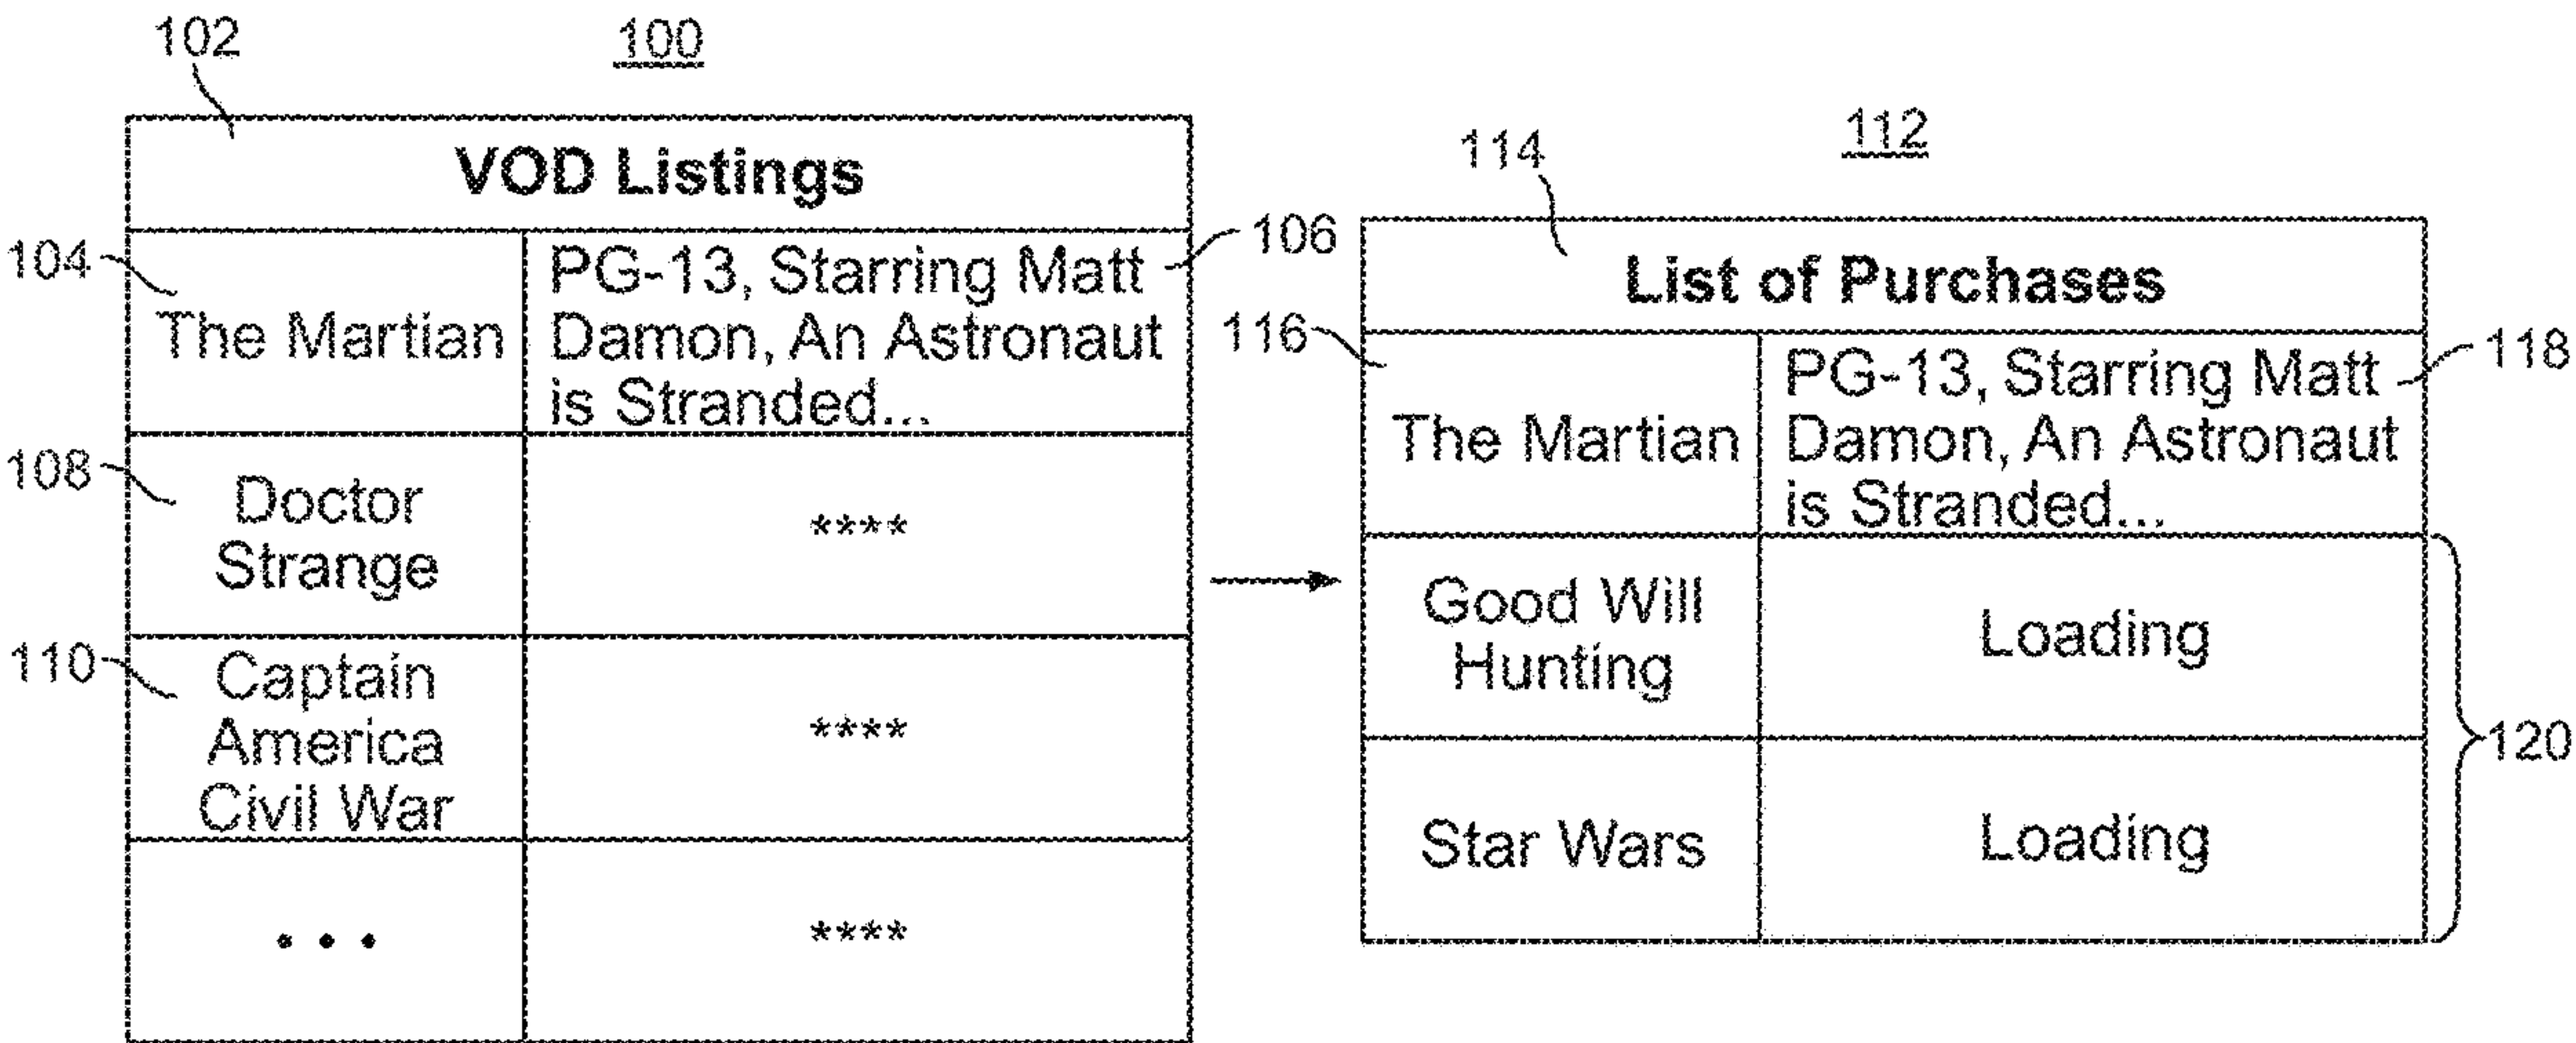 102
100
VOD Listings
104
The Martian
PG-13, Starring Matt
Damon, An Astronaut
is Stranded...
106
108
Doctor
Strange
****
110
Captain
America
Civil War
****
• • •
****
112
114
List of Purchases
116
The Martian
PG-13, Starring Matt
Damon, An Astronaut
is Stranded...
118
Good Will
Hunting
Loading
Star Wars
Loading
120